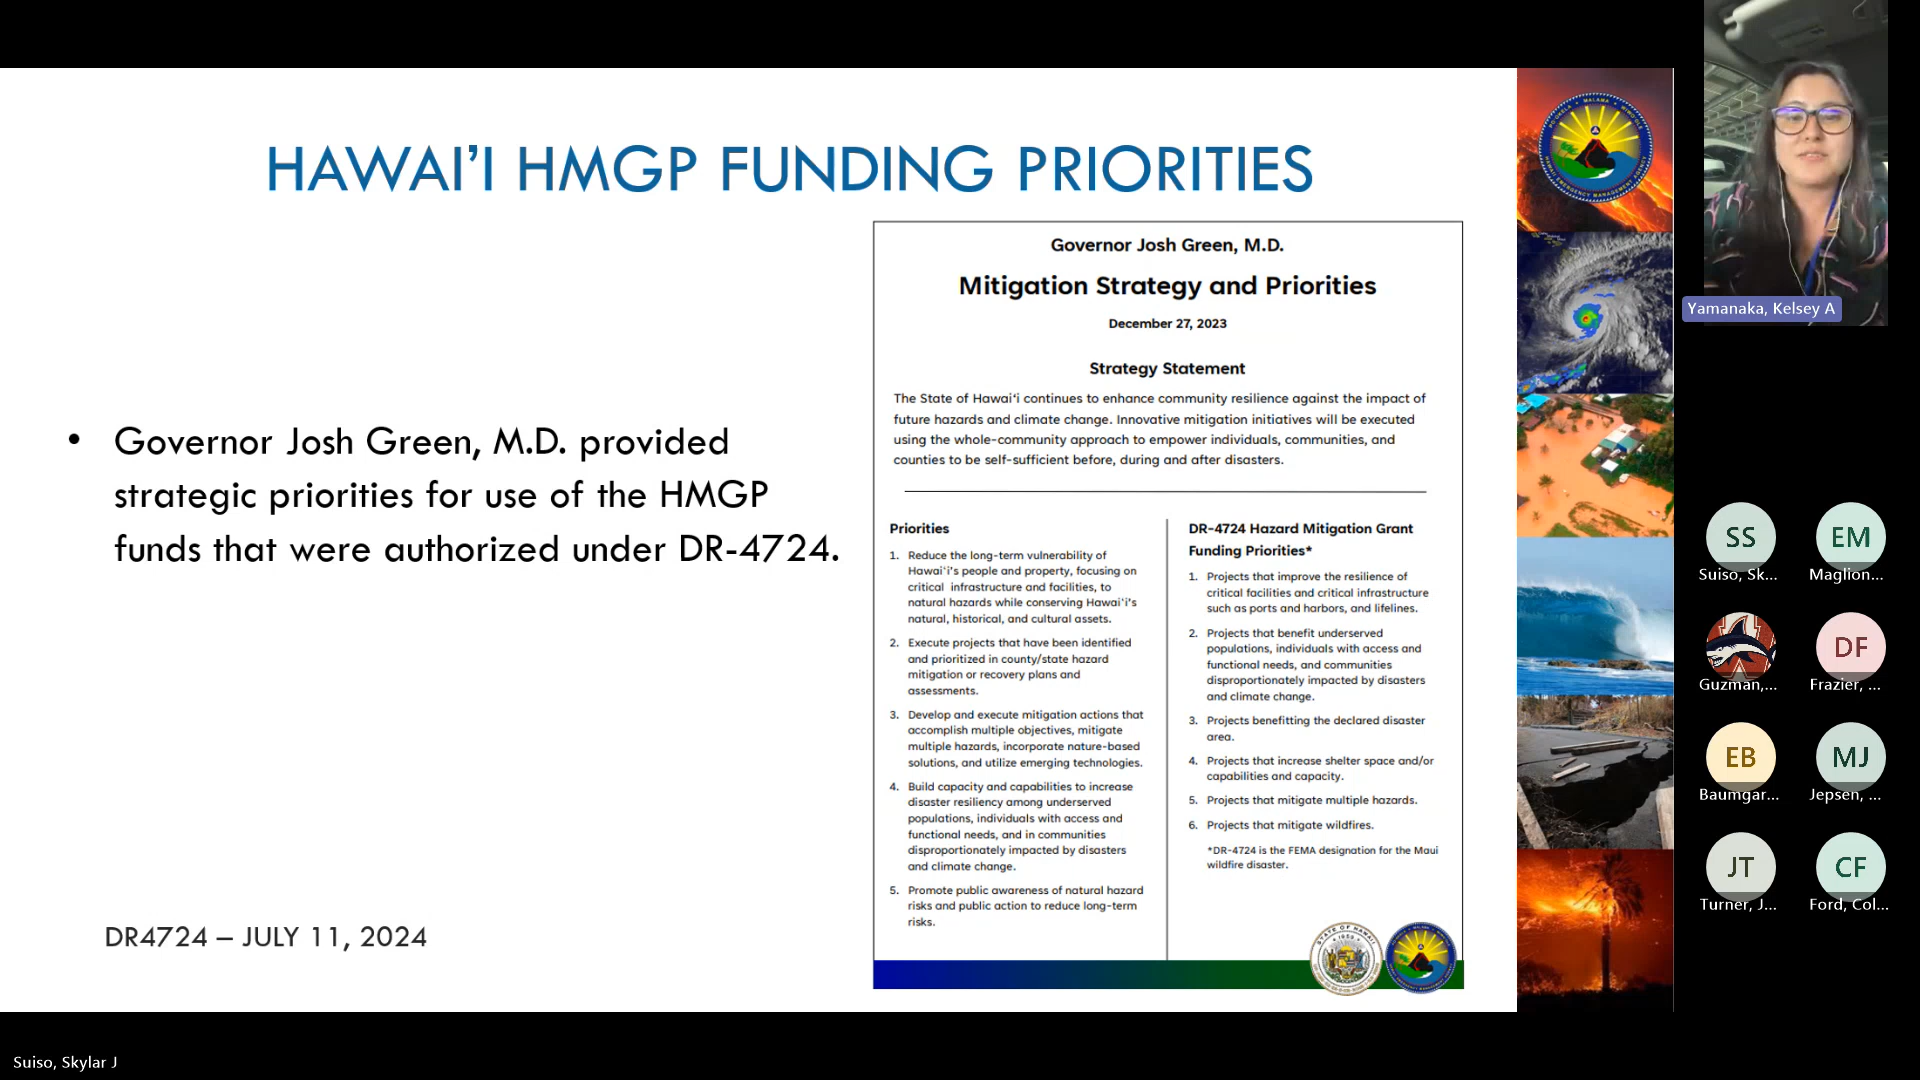 HAWAI’I HMGP FUNDING PRIORITIES
• Governor Josh Green, M.D. provided
strategic priorities for use of the HMGP
funds that were authorized under DR-4724.
DR4724 – JULY 11, 2024
Governor Josh Green, M.D.
Mitigation Strategy and Priorities
December 27, 2023
Strategy Statement
The State of Hawaiʻi continues to enhance community resilience against the impact of
future hazards and climate change. Innovative mitigation initiatives will be executed
using the whole-community approach to empower individuals, communities, and
counties to be self-sufficient before, during and after disasters.
Priorities
1. Reduce the long-term vulnerability of
Hawaiʻi's people and property, focusing on
critical infrastructure and facilities, to
natural hazards while conserving Hawaiʻi's
natural, historical, and cultural assets.
2. Execute projects that have been identified
and prioritized in county/state hazard
mitigation or recovery plans and
assessments.
3. Develop and execute mitigation actions that
accomplish multiple objectives, mitigate
multiple hazards, incorporate nature-based
solutions, and utilize emerging technologies.
4. Build capacity and capabilities to increase
disaster resiliency among underserved
populations, individuals with access and
functional needs, and in communities
disproportionately impacted by disasters
and climate change.
5. Promote public awareness of natural hazard
risks and public action to reduce long-term
risks.
DR-4724 Hazard Mitigation Grant
Funding Priorities*
1. Projects that improve the resilience of
critical facilities and critical infrastructure
such as ports and harbors, and lifelines.
2. Projects that benefit underserved
populations, individuals with access and
functional needs, and communities
disproportionately impacted by disasters
and climate change.
3. Projects benefitting the declared disaster
area.
4. Projects that increase shelter space and/or
capabilities and capacity.
5. Projects that mitigate multiple hazards.
6. Projects that mitigate wildfires.
*DR-4724 is the FEMA designation for the Maui
wildfire disaster.
STATE OF HAWAII
1959
HAWAII EMERGENCY MANAGEMENT AGENCY
Yamanaka, Kelsey A
SS
Suiso, Sk...
EM
Maglion...
Guzman,...
DF
Frazier, ...
EB
Baumgar...
MJ
Jepsen, ...
JT
Turner, J...
CF
Ford, Col...
Suiso, Skylar J